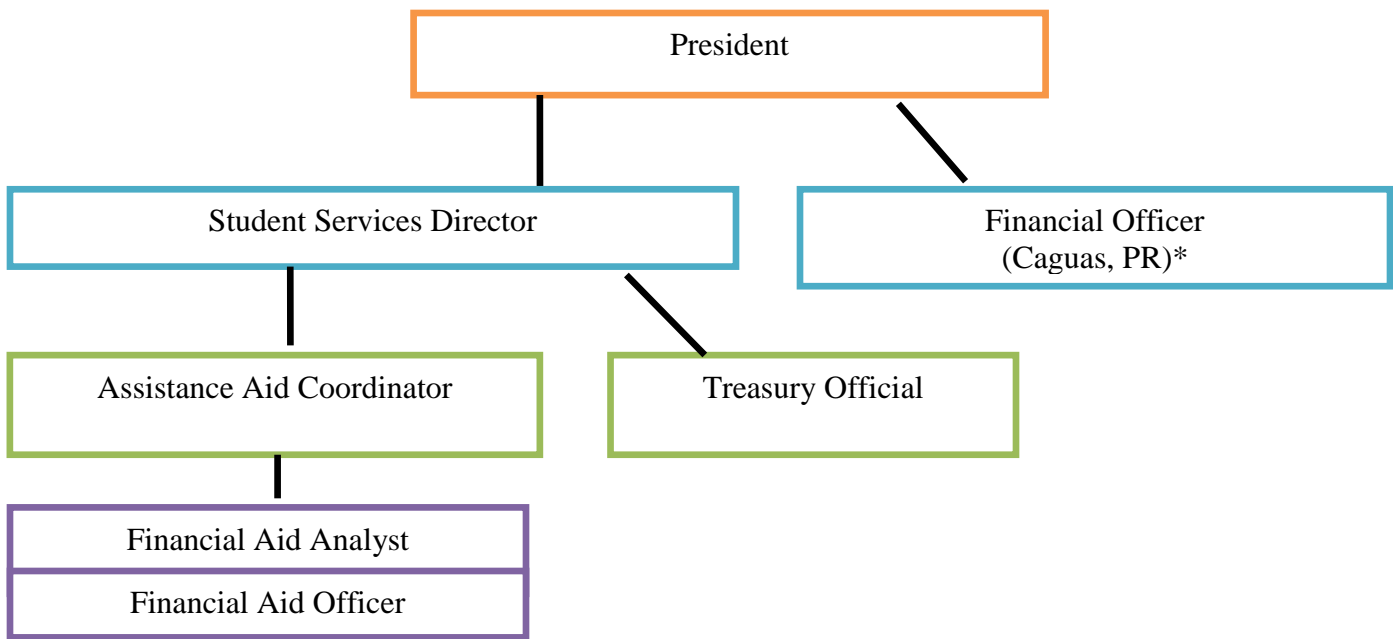 President
Student Services Director
Financial Officer
(Caguas, PR)*
Assistance Aid Coordinator
Treasury Official
Financial Aid Analyst
Financial Aid Officer